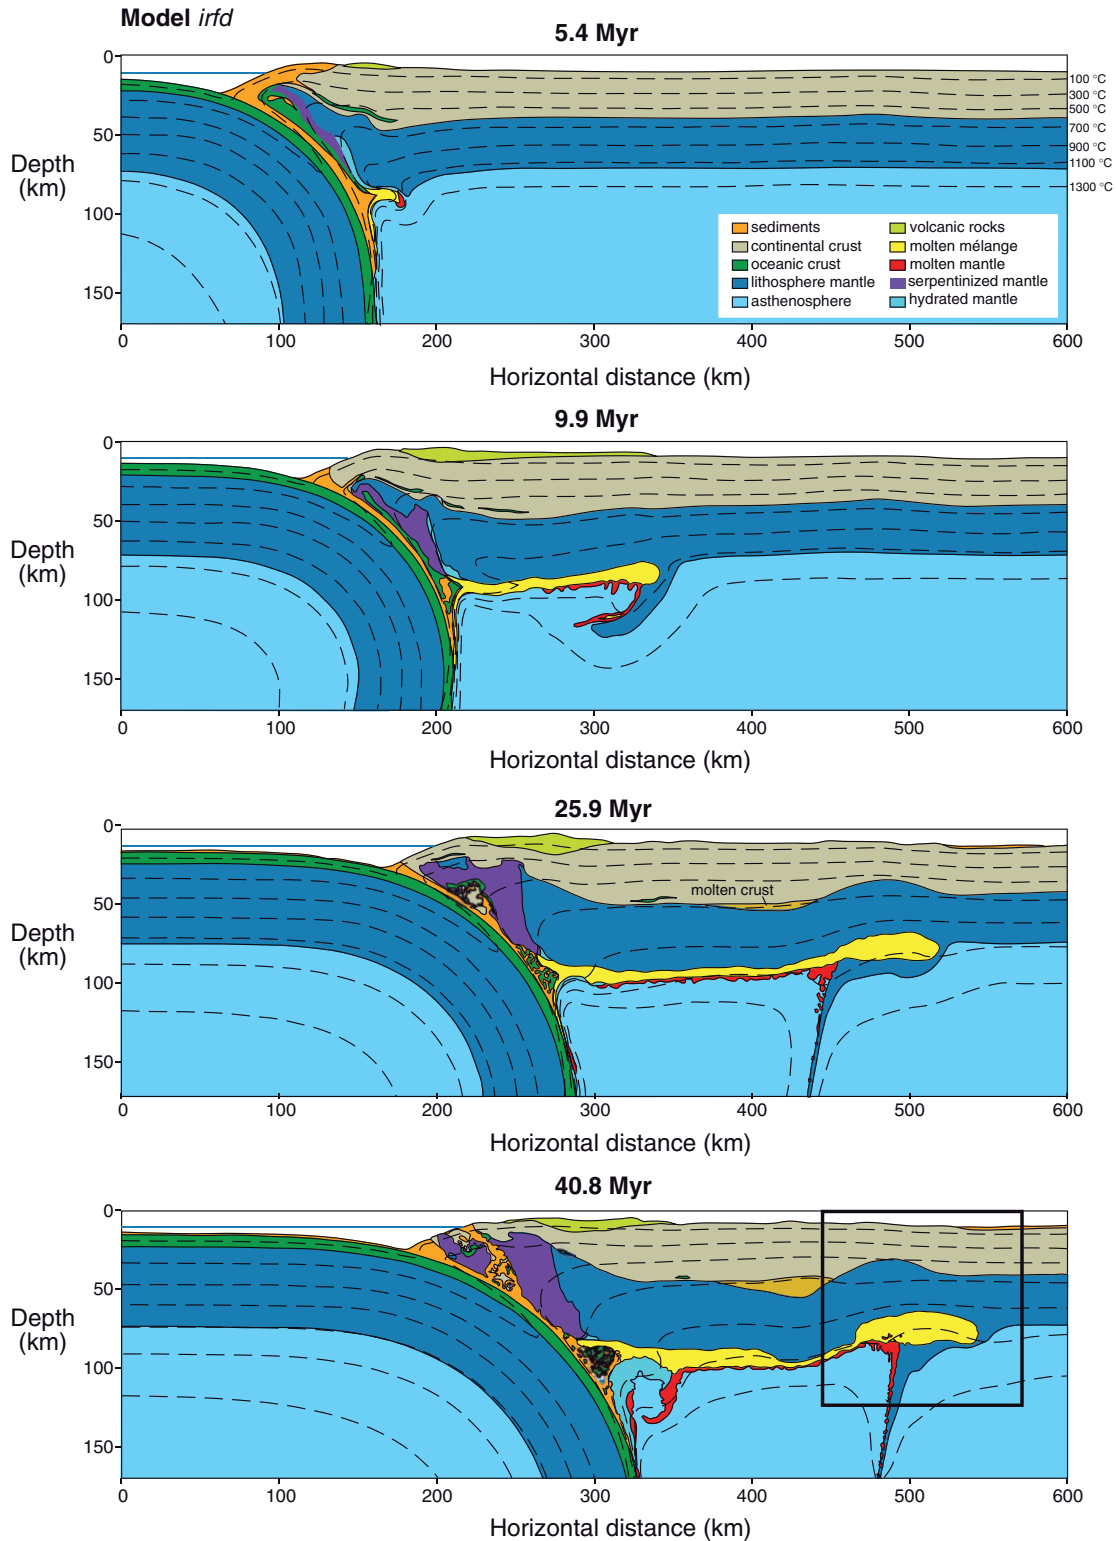 Model irfd
5.4 Myr
0
50
100
150
Depth
(km)
100 °C
300 °C
500 °C
700 °C
900 °C
1100 °C
1300 °C
sediments
continental crust
oceanic crust
lithosphere mantle
asthenosphere
volcanic rocks
molten mélange
molten mantle
serpentinized mantle
hydrated mantle
0 100 200 300 400 500 600
Horizontal distance (km)
9.9 Myr
0
50
100
150
Depth
(km)
0 100 200 300 400 500 600
Horizontal distance (km)
25.9 Myr
0
50
100
150
Depth
(km)
molten crust
0 100 200 300 400 500 600
Horizontal distance (km)
40.8 Myr
0
50
100
150
Depth
(km)
0 100 200 300 400 500 600
Horizontal distance (km)